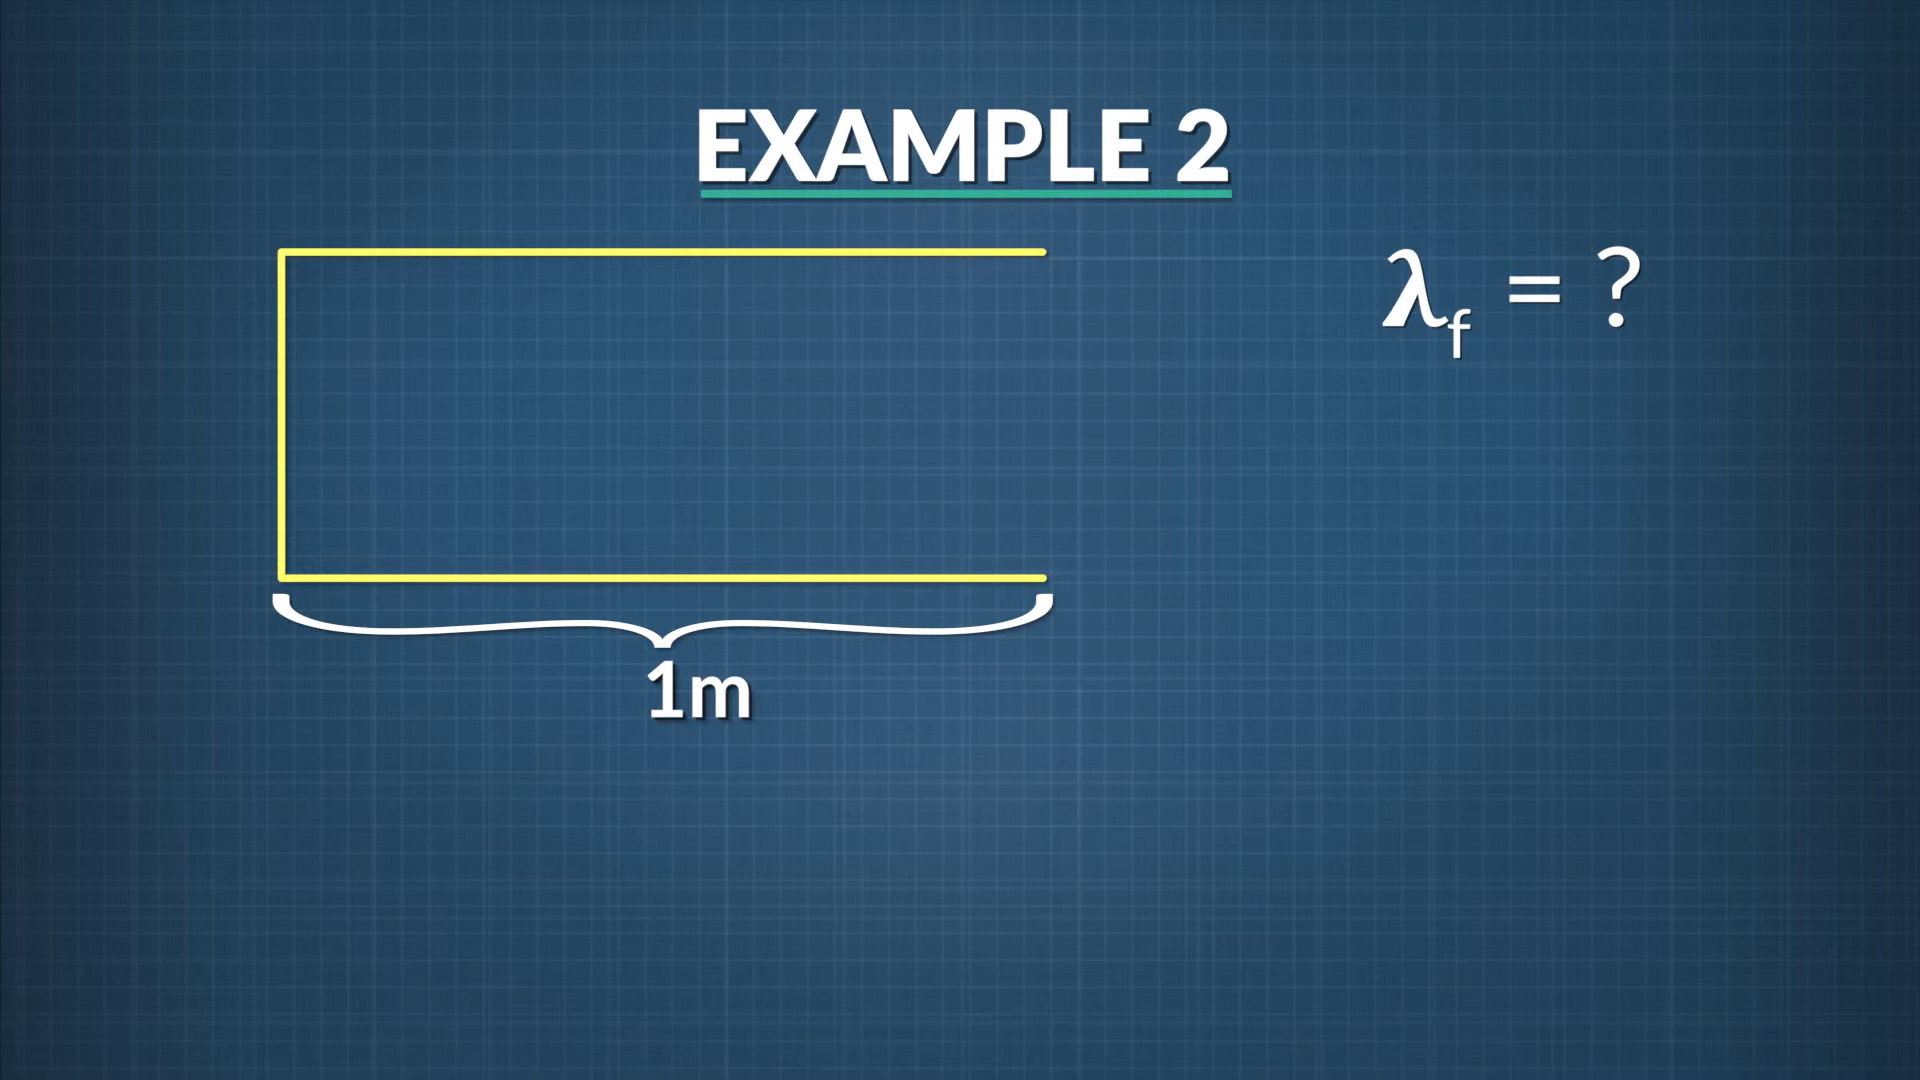 EXAMPLE 2
λf = ?
1m